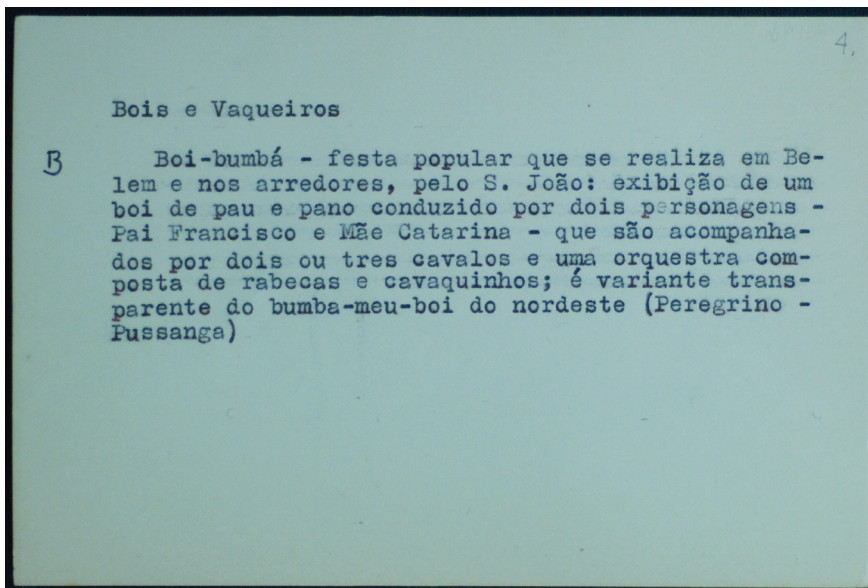 4.
Bois e Vaqueiros
B
Boi-bumbá - festa popular que se realiza em Be-
lem e nos arredores, pelo S. João: exibição de um
boi de pau e pano conduzido por dois personagens -
Pai Francisco e Mãe Catarina - que são acompanha-
dos por dois ou tres cavalos e uma orquestra com-
posta de rabecas e cavaquinhos; é variante trans-
parente do bumba-meu-boi do nordeste (Peregrino -
Pussanga)